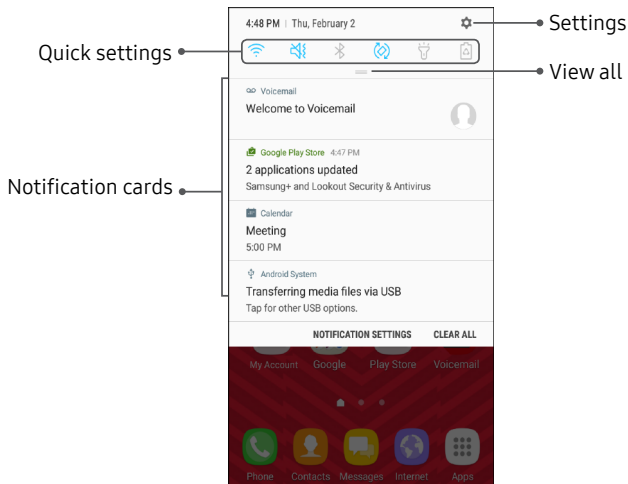 4:48 PM | Thu, February 2
Settings
Quick settings
View all
Voicemail
Welcome to Voicemail
Google Play Store 4:47 PM
2 applications updated
Samsung+ and Lookout Security & Antivirus
Notification cards
Calendar
Meeting
5:00 PM
Android System
Transferring media files via USB
Tap for other USB options.
NOTIFICATION SETTINGS CLEAR ALL
My Account Google Play Store Voicemail
Phone Contacts Messages Internet Apps